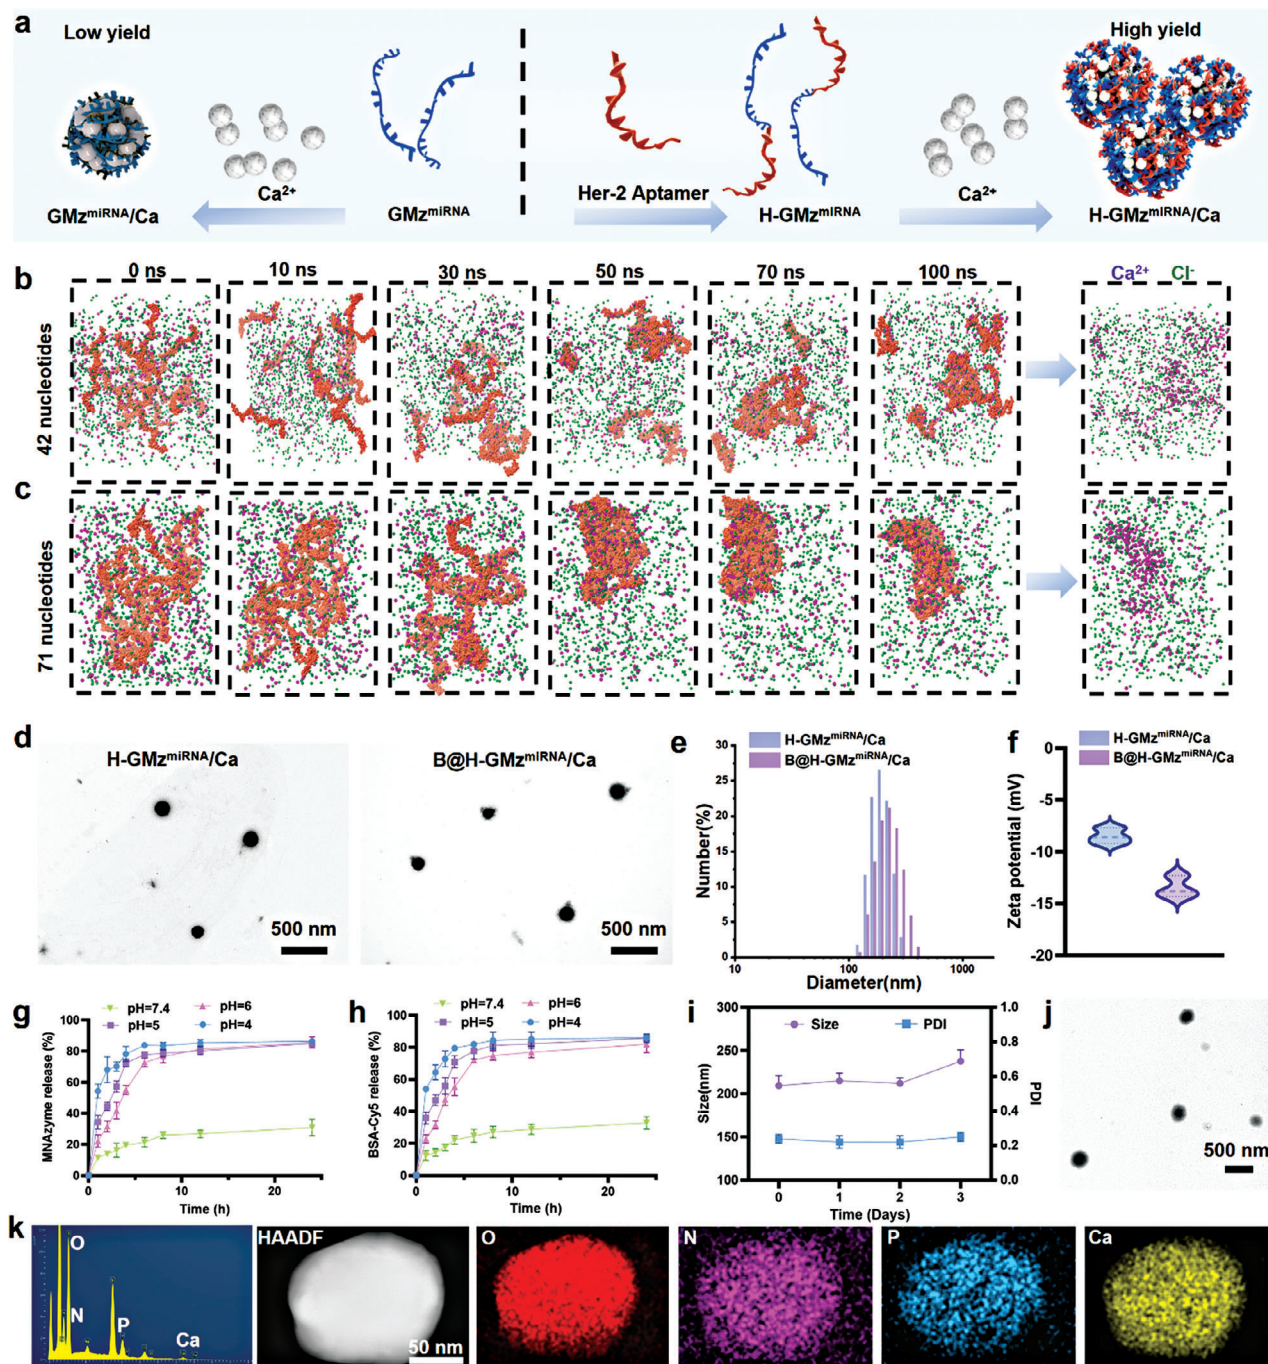 a
Low yield
High yield
Ca²⁺
Her-2 Aptamer
Ca²⁺
GMzᵐⁱᴿᴺᴬ/Ca
GMzᵐⁱᴿᴺᴬ
H-GMzᵐⁱᴿᴺᴬ
H-GMzᵐⁱᴿᴺᴬ/Ca
b
0 ns 10 ns 30 ns 50 ns 70 ns 100 ns Ca²⁺ Cl⁻
42 nucleotides
c
71 nucleotides
d
H-GMzᵐⁱᴿᴺᴬ/Ca
500 nm
B@H-GMzᵐⁱᴿᴺᴬ/Ca
500 nm
e
H-GMzᵐⁱᴿᴺᴬ/Ca
B@H-GMzᵐⁱᴿᴺᴬ/Ca
Number(%)
30
25
20
15
10
5
0
10 100 1000
Diameter(nm)
f
H-GMzᵐⁱᴿᴺᴬ/Ca
B@H-GMzᵐⁱᴿᴺᴬ/Ca
Zeta potential (mV)
0
-5
-10
-15
-20
g
pH=7.4 pH=6
pH=5 pH=4
MNAzyme release (%)
100
80
60
40
20
0
0 10 20
Time (h)
h
pH=7.4 pH=6
pH=5 pH=4
BSA-Cy5 release (%)
100
80
60
40
20
0
0 10 20
Time (h)
i
Size PDI
Size(nm)
300
250
200
150
100
1.0
0.8
0.6
0.4
0.2
0.0
PDI
0 1 2 3
Time (Days)
j
500 nm
k
O
N
P
Ca
HAADF
50 nm
O
N
P
Ca